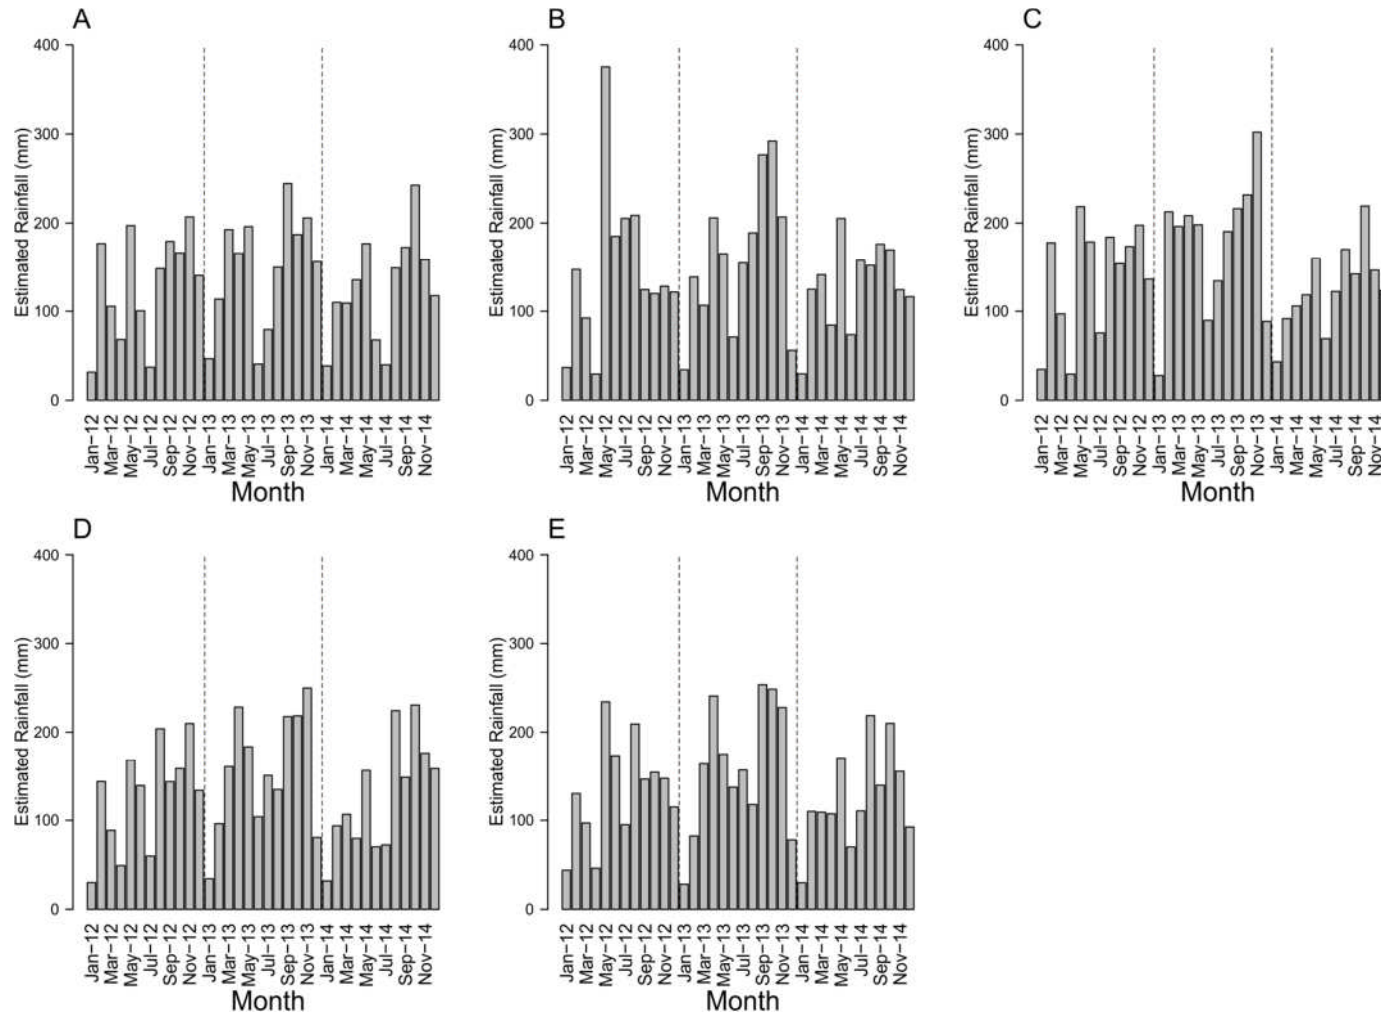 A
Estimated Rainfall (mm)
400
300
200
100
0
Jan−12
Mar−12
May−12
Jul−12
Sep−12
Nov−12
Jan−13
Mar−13
May−13
Jul−13
Sep−13
Nov−13
Jan−14
Mar−14
May−14
Jul−14
Sep−14
Nov−14
Month
B
Estimated Rainfall (mm)
400
300
200
100
0
Jan−12
Mar−12
May−12
Jul−12
Sep−12
Nov−12
Jan−13
Mar−13
May−13
Jul−13
Sep−13
Nov−13
Jan−14
Mar−14
May−14
Jul−14
Sep−14
Nov−14
Month
C
Estimated Rainfall (mm)
400
300
200
100
0
Jan−12
Mar−12
May−12
Jul−12
Sep−12
Nov−12
Jan−13
Mar−13
May−13
Jul−13
Sep−13
Nov−13
Jan−14
Mar−14
May−14
Jul−14
Sep−14
Nov−14
Month
D
Estimated Rainfall (mm)
400
300
200
100
0
Jan−12
Mar−12
May−12
Jul−12
Sep−12
Nov−12
Jan−13
Mar−13
May−13
Jul−13
Sep−13
Nov−13
Jan−14
Mar−14
May−14
Jul−14
Sep−14
Nov−14
Month
E
Estimated Rainfall (mm)
400
300
200
100
0
Jan−12
Mar−12
May−12
Jul−12
Sep−12
Nov−12
Jan−13
Mar−13
May−13
Jul−13
Sep−13
Nov−13
Jan−14
Mar−14
May−14
Jul−14
Sep−14
Nov−14
Month